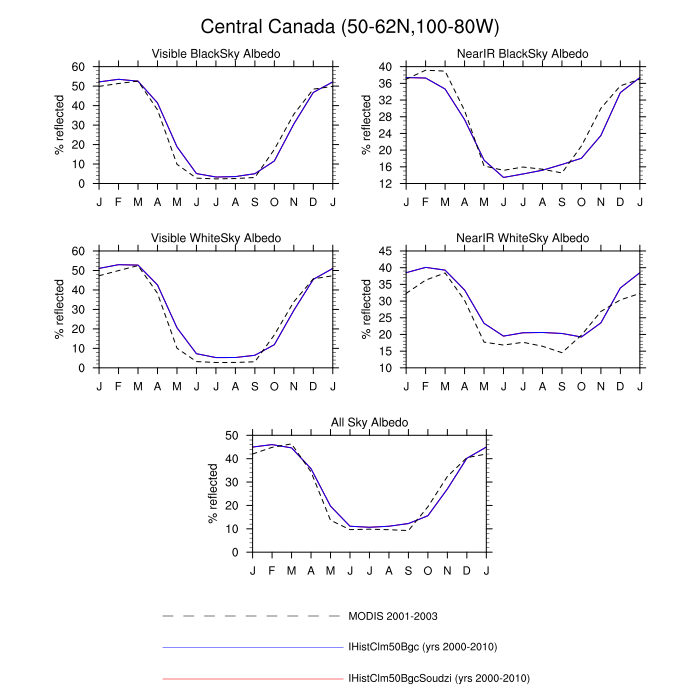 Central Canada (50-62N,100-80W)
Visible BlackSky Albedo
NearIR BlackSky Albedo
% reflected
60
50
40
30
20
10
0
J F M A M J J A S O N D J
% reflected
40
36
32
28
24
20
16
12
J F M A M J J A S O N D J
Visible WhiteSky Albedo
NearIR WhiteSky Albedo
% reflected
60
50
40
30
20
10
0
J F M A M J J A S O N D J
% reflected
45
40
35
30
25
20
15
10
J F M A M J J A S O N D J
All Sky Albedo
% reflected
50
40
30
20
10
0
J F M A M J J A S O N D J
MODIS 2001-2003
IHistClm50Bgc (yrs 2000-2010)
IHistClm50BgcSoudzi (yrs 2000-2010)